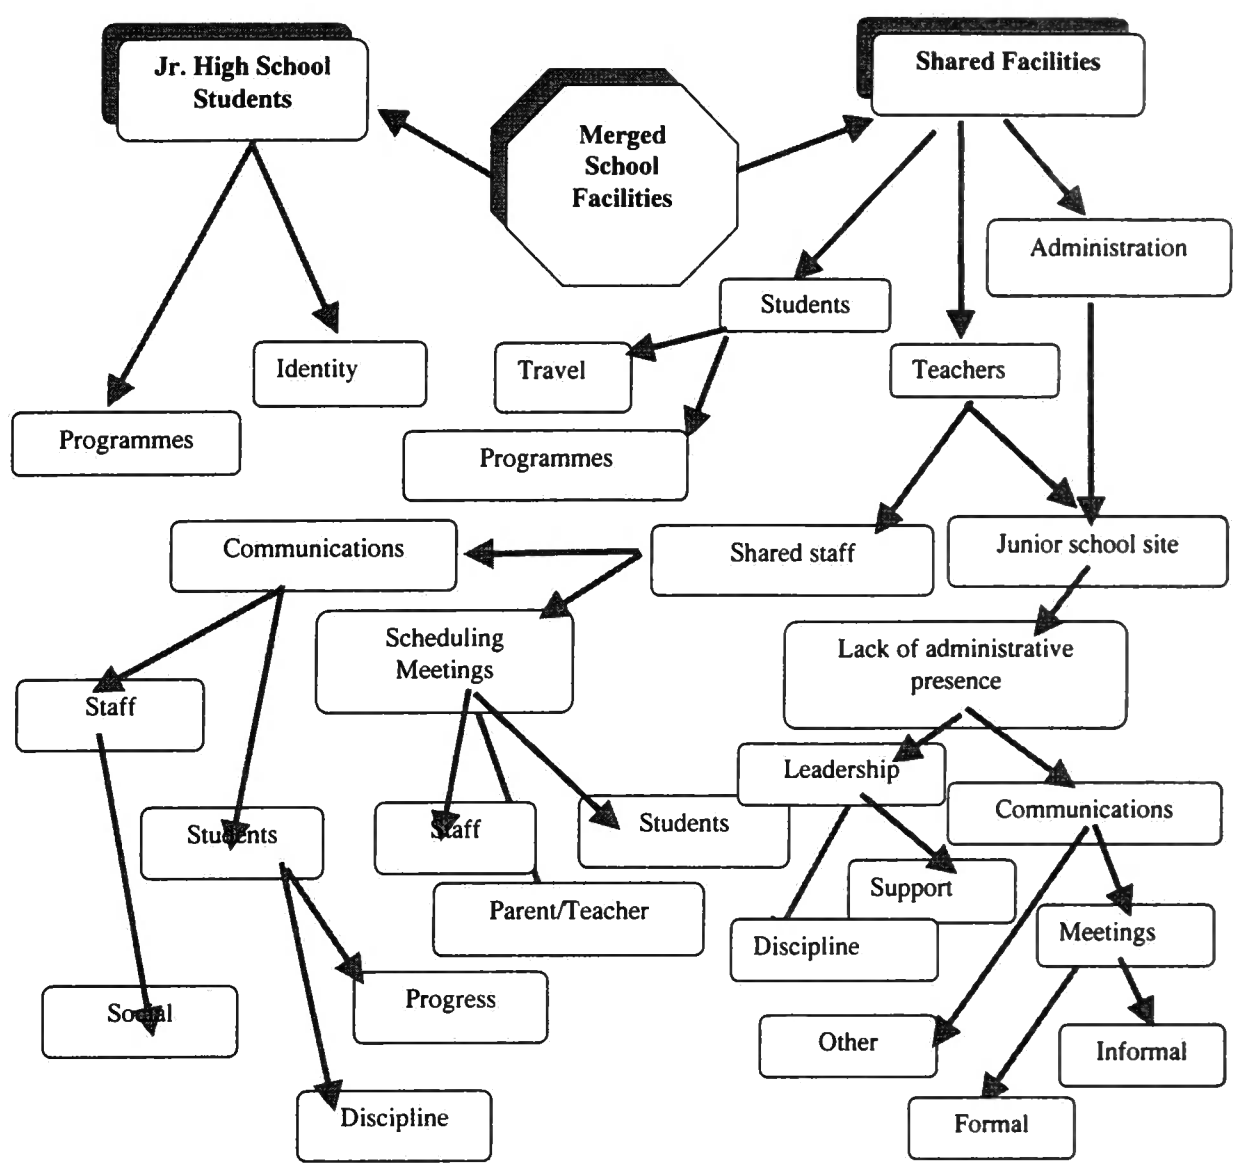 Jr. High School
Students
Shared Facilities
Merged
School
Facilities
Administration
Students
Identity
Travel
Teachers
Programmes
Programmes
Communications
Shared staff
Junior school site
Scheduling
Meetings
Lack of administrative
presence
Staff
Leadership
Communications
Students
Staff
Students
Support
Parent/Teacher
Discipline
Meetings
Progress
Social
Other
Informal
Discipline
Formal